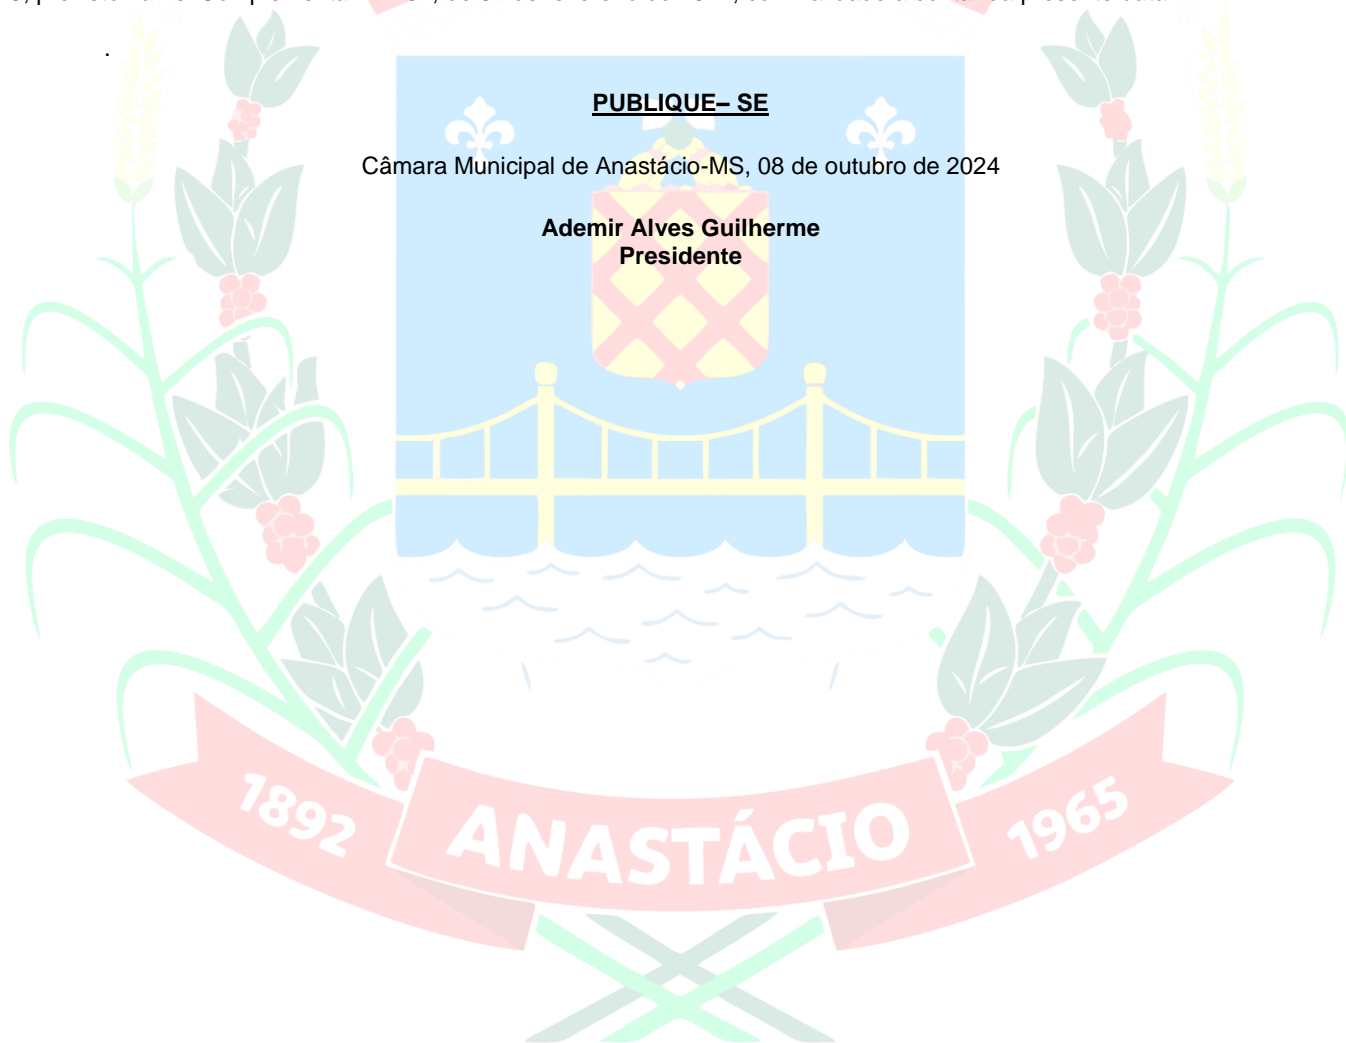 .
PUBLIQUE– SE
Câmara Municipal de Anastácio-MS, 08 de outubro de 2024
Ademir Alves Guilherme
Presidente
1892 ANASTÁCIO 1965